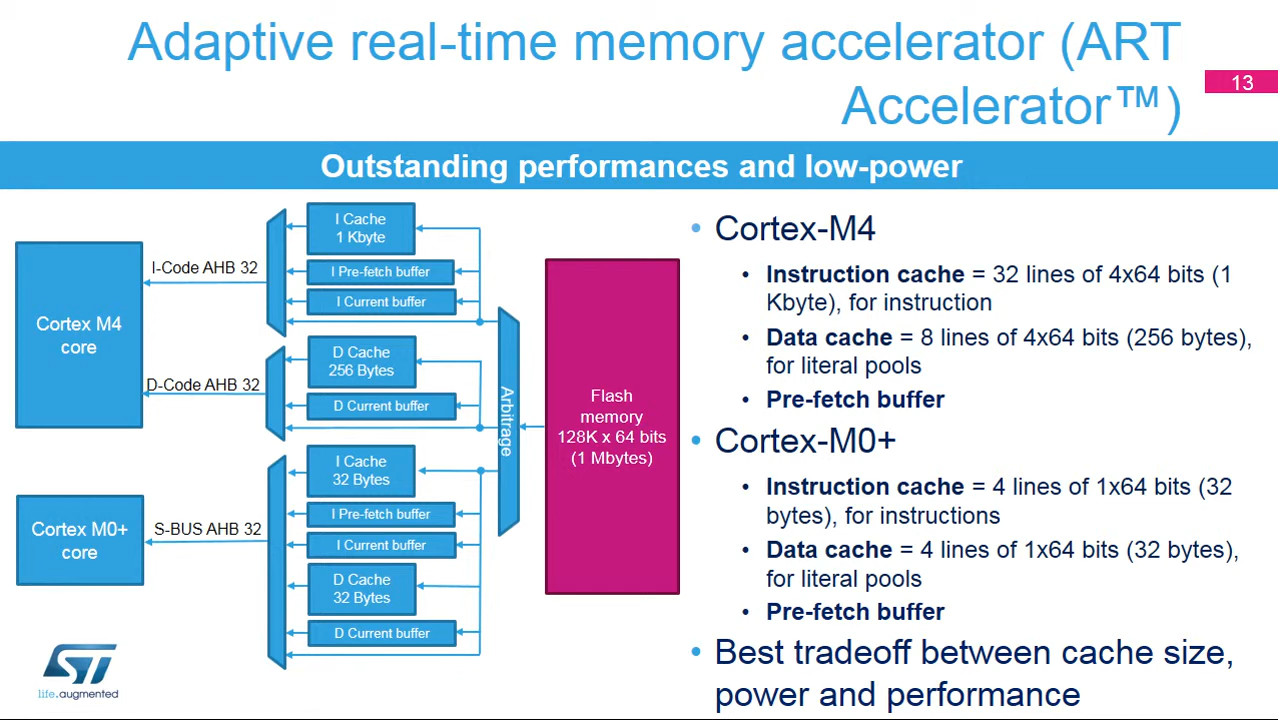 Adaptive real-time memory accelerator (ART
Accelerator™)
13
Outstanding performances and low-power
Cortex M4
core
I-Code AHB 32
D-Code AHB 32
I Cache
1 Kbyte
I Pre-fetch buffer
I Current buffer
D Cache
256 Bytes
D Current buffer
Cortex M0+
core
S-BUS AHB 32
I Cache
32 Bytes
I Pre-fetch buffer
I Current buffer
D Cache
32 Bytes
D Current buffer
Arbitrage
Flash
memory
128K x 64 bits
(1 Mbytes)
• Cortex-M4
• Instruction cache = 32 lines of 4x64 bits (1
Kbyte), for instruction
• Data cache = 8 lines of 4x64 bits (256 bytes),
for literal pools
• Pre-fetch buffer
• Cortex-M0+
• Instruction cache = 4 lines of 1x64 bits (32
bytes), for instructions
• Data cache = 4 lines of 1x64 bits (32 bytes),
for literal pools
• Pre-fetch buffer
• Best tradeoff between cache size,
power and performance
ST
life.augmented